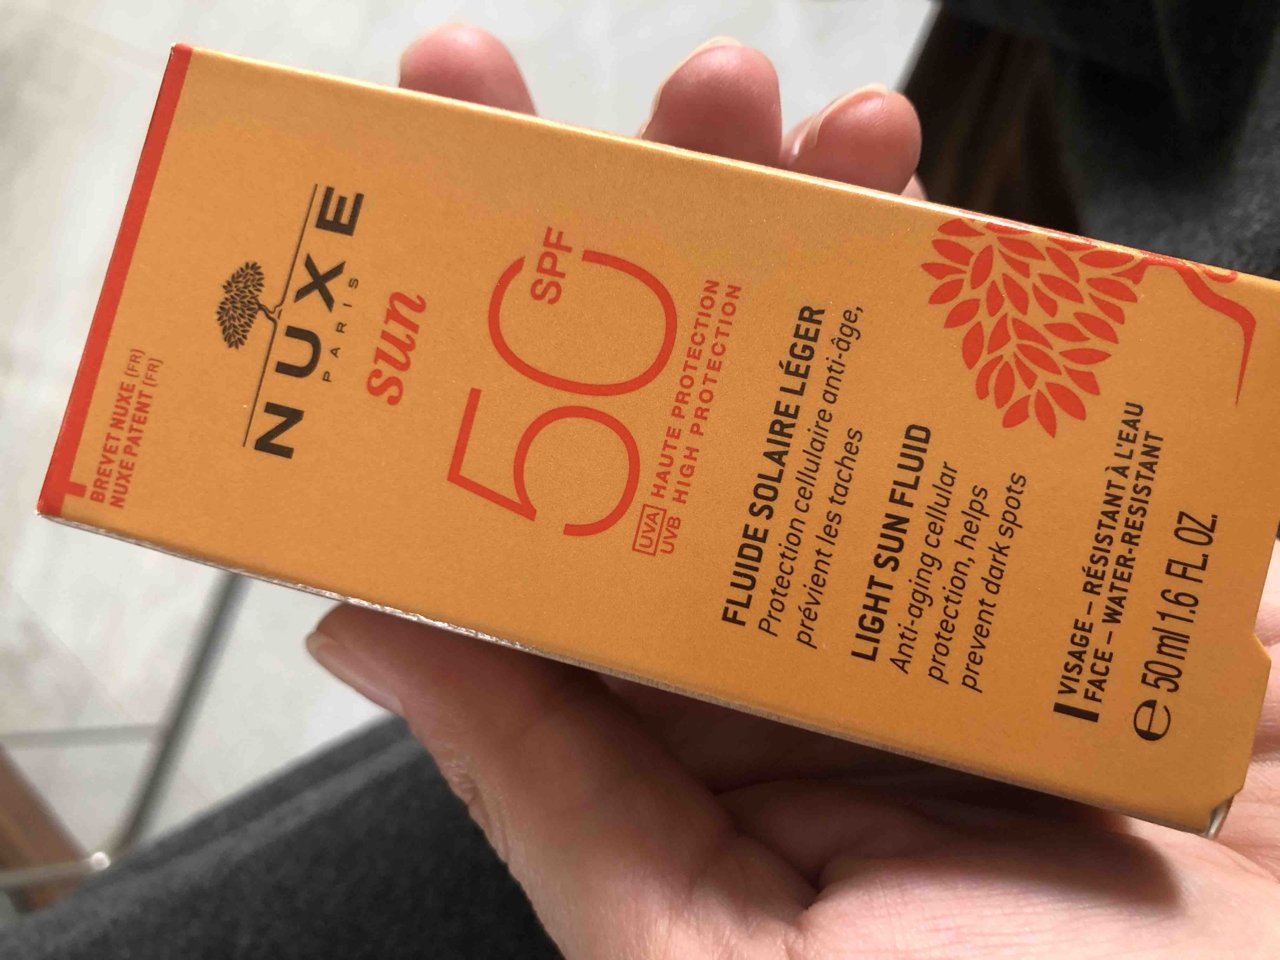 BREVET NUXE (FR)
NUXE PATENT (FR)
NUXE
PARIS
sun
SPF
50
UVA HAUTE PROTECTION
UVB HIGH PROTECTION
FLUIDE SOLAIRE LÉGER
Protection cellulaire anti-âge,
prévient les taches
LIGHT SUN FLUID
Anti-aging cellular
protection, helps
prevent dark spots
VISAGE – RÉSISTANT À L'EAU
FACE – WATER-RESISTANT
℮ 50 ml 1.6 FL. OZ.